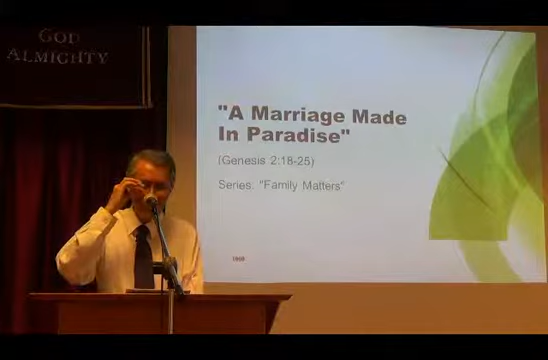 GOD
ALMIGHTY
"A Marriage Made
In Paradise"
(Genesis 2:18-25)
Series: "Family Matters"